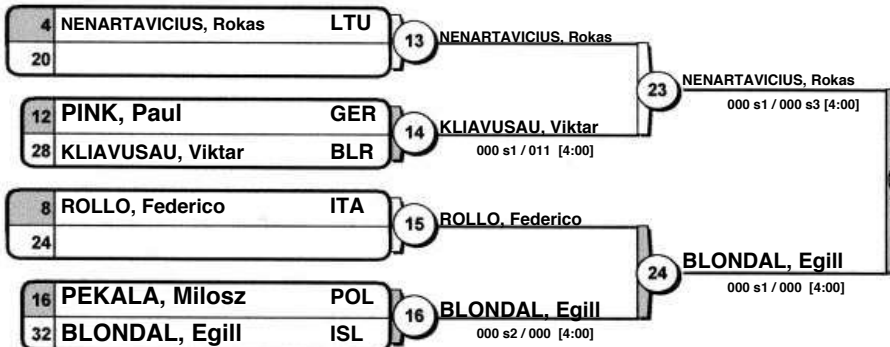 4 NENARTAVICIUS, Rokas LTU
20
13
NENARTAVICIUS, Rokas
12 PINK, Paul GER
28 KLIAVUSAU, Viktar BLR
14
KLIAVUSAU, Viktar
000 s1 / 011 [4:00]
23
NENARTAVICIUS, Rokas
000 s1 / 000 s3 [4:00]
8 ROLLO, Federico ITA
24
15
ROLLO, Federico
16 PEKALA, Milosz POL
32 BLONDAL, Egill ISL
16
BLONDAL, Egill
000 s2 / 000 [4:00]
24
BLONDAL, Egill
000 s1 / 000 [4:00]